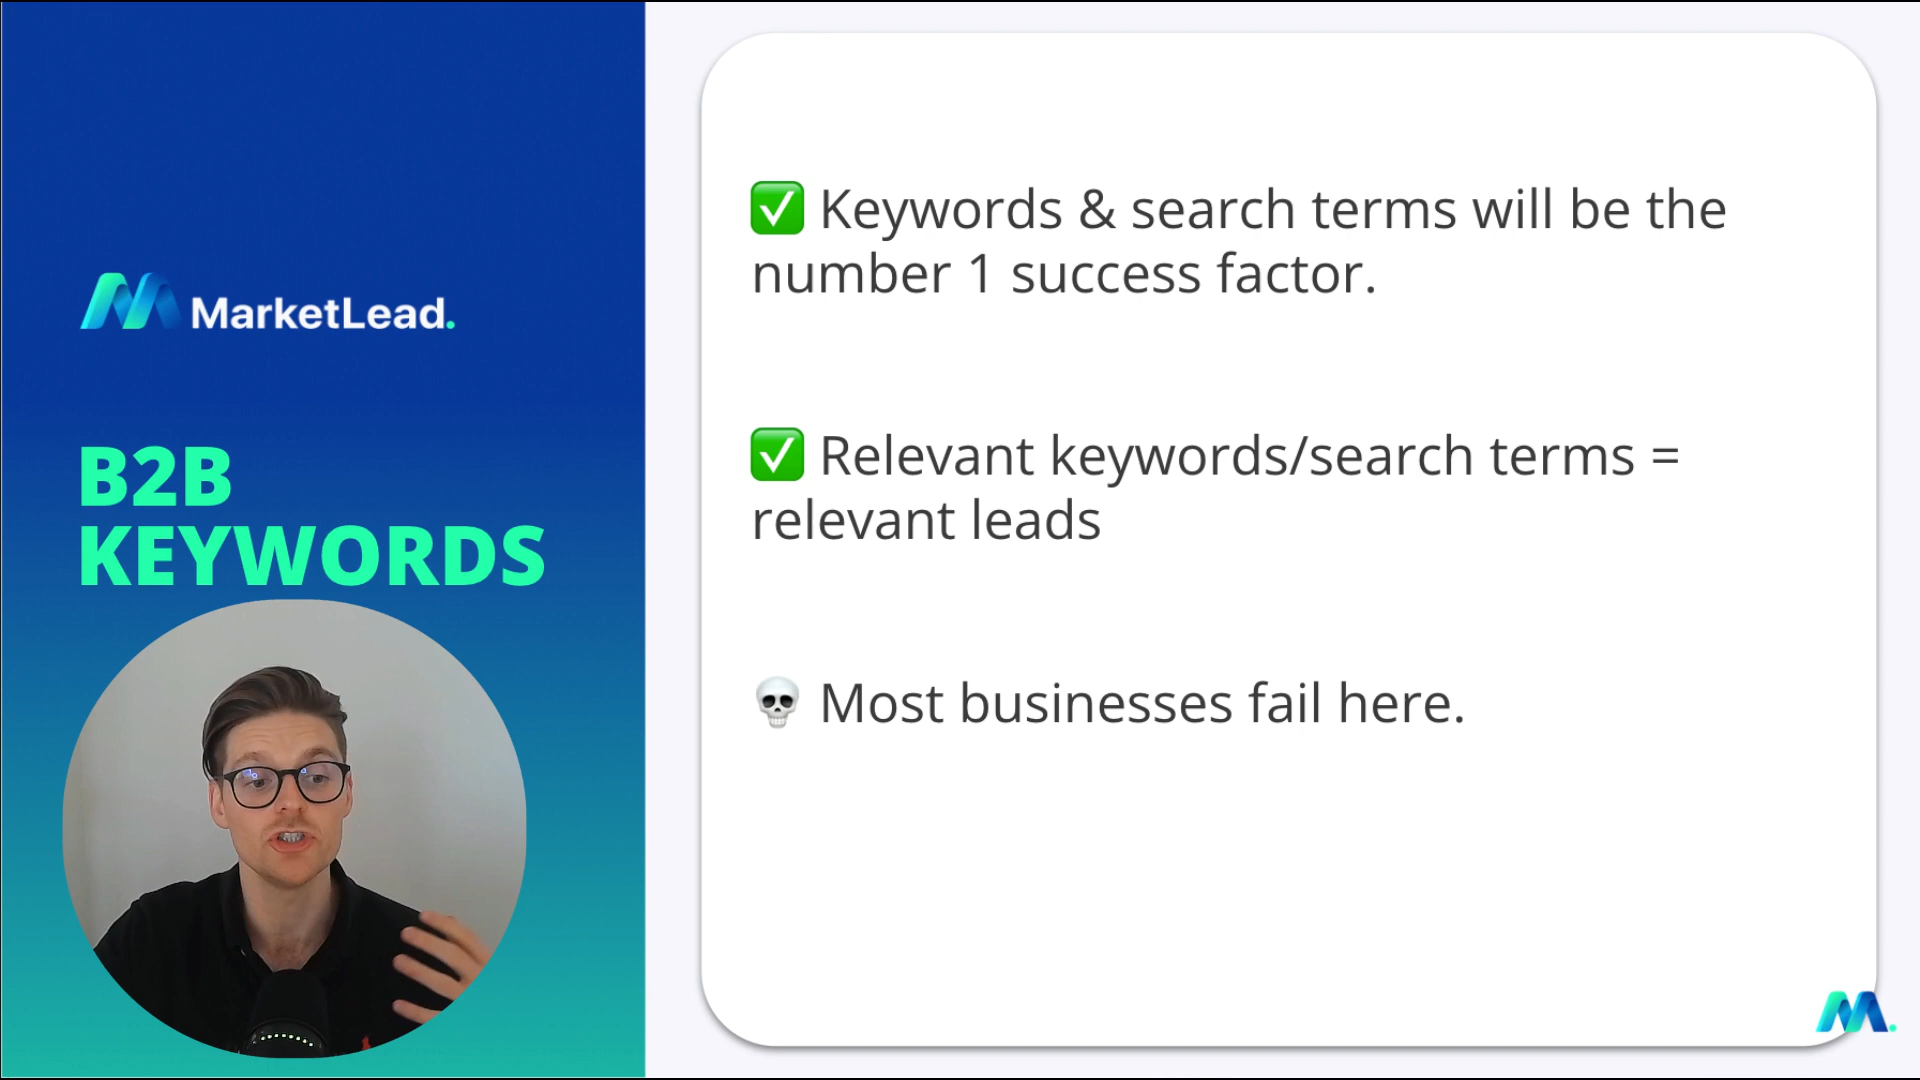 MarketLead.
B2B
KEYWORDS
✅ Keywords & search terms will be the
number 1 success factor.
✅ Relevant keywords/search terms =
relevant leads
💀 Most businesses fail here.